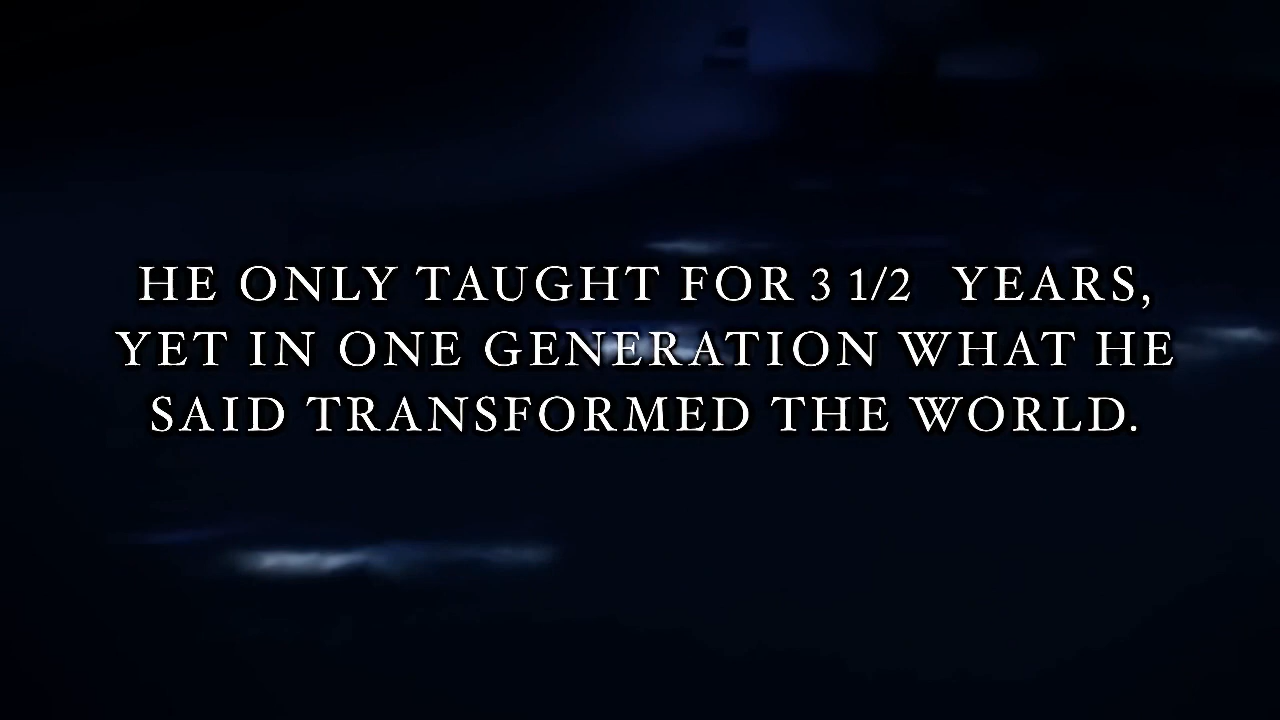 HE ONLY TAUGHT FOR 3 1/2 YEARS,
YET IN ONE GENERATION WHAT HE
SAID TRANSFORMED THE WORLD.